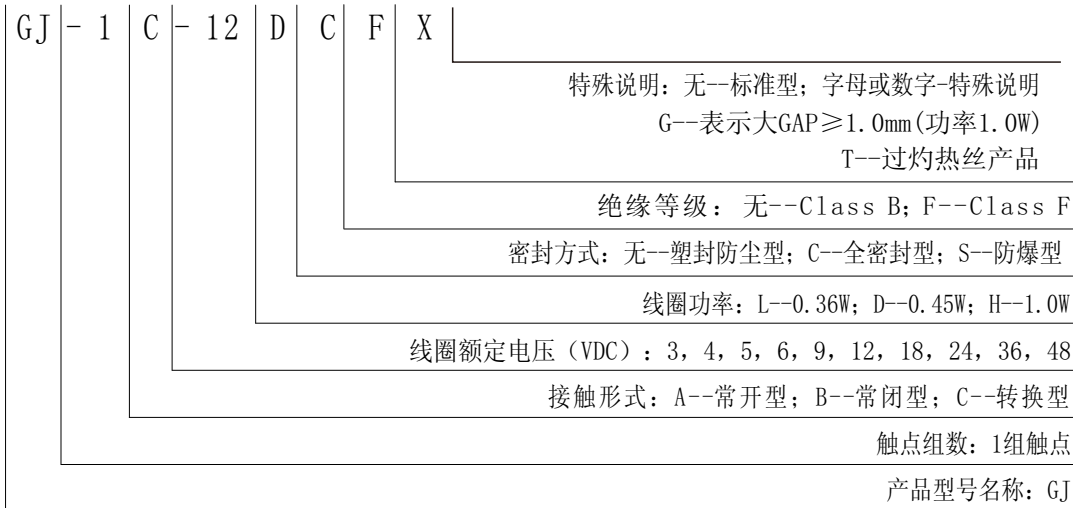 GJ - 1 C - 12 D C F X
特殊说明：无--标准型；字母或数字-特殊说明
G--表示大GAP≥1.0mm(功率1.0W)
T--过灼热丝产品
绝缘等级：无--Class B；F--Class F
密封方式：无--塑封防尘型；C--全密封型；S--防爆型
线圈功率：L--0.36W；D--0.45W；H--1.0W
线圈额定电压（VDC）：3，4，5，6，9，12，18，24，36，48
接触形式：A--常开型；B--常闭型；C--转换型
触点组数：1组触点
产品型号名称：GJ